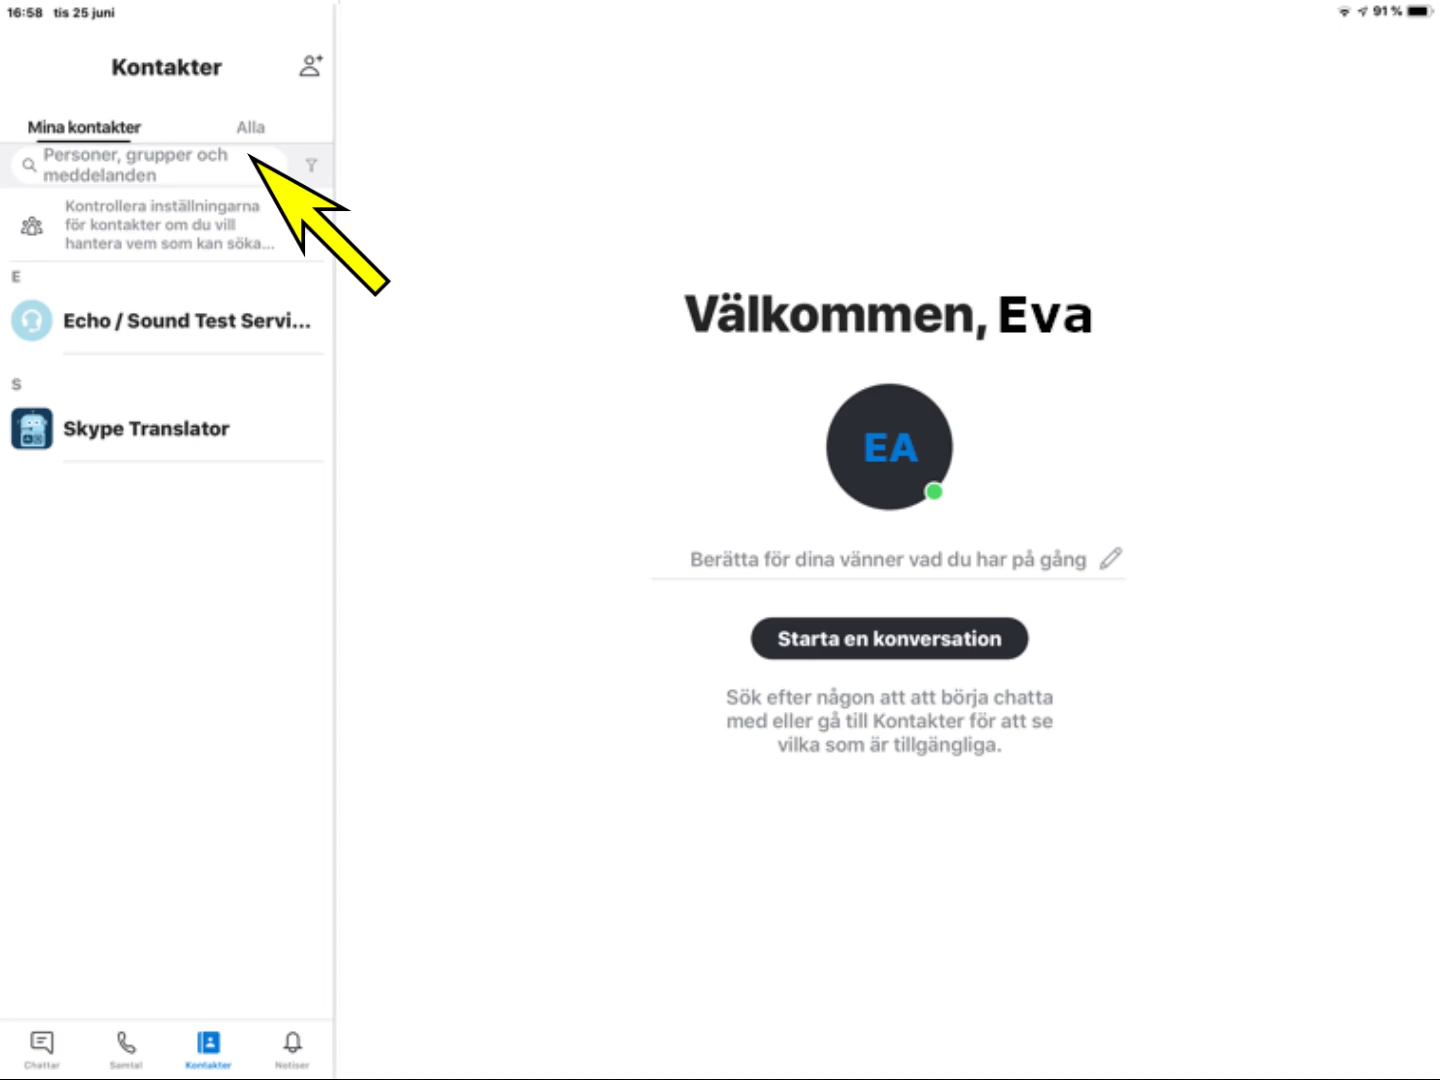 16:58 tis 25 juni
91 %
Kontakter
Mina kontakter
Alla
Personer, grupper och
meddelanden
Kontrollera inställningarna
för kontakter om du vill
hantera vem som kan söka...
E
Echo / Sound Test Servi...
S
Skype Translator
Chattar
Samtal
Kontakter
Notiser
Välkommen, Eva
EA
Berätta för dina vänner vad du har på gång
Starta en konversation
Sök efter någon att att börja chatta
med eller gå till Kontakter för att se
vilka som är tillgängliga.